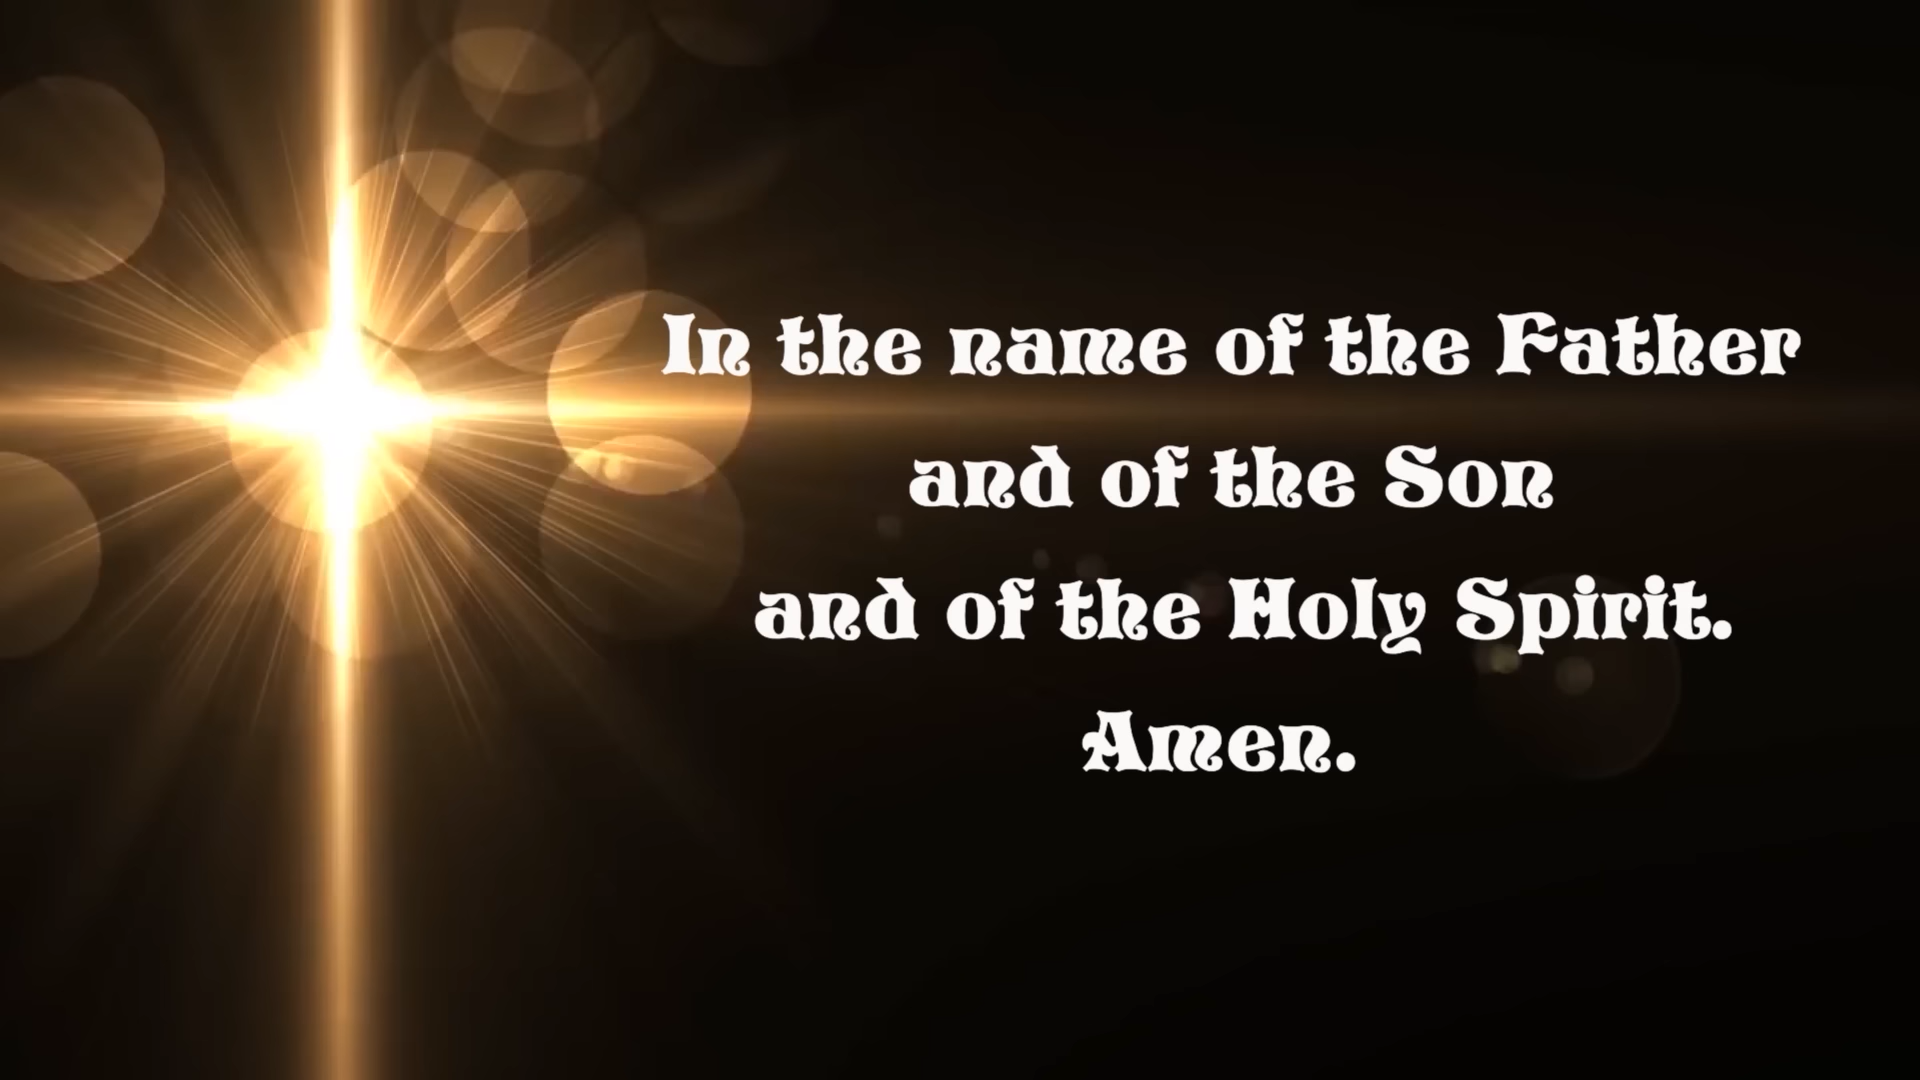 In the name of the Father
and of the Son
and of the Holy Spirit.
Amen.